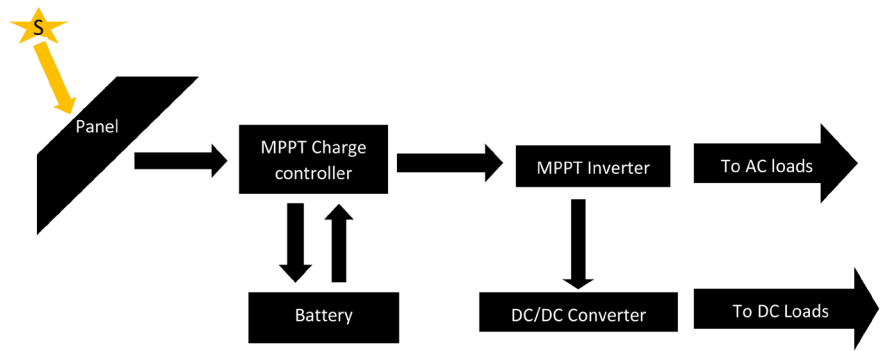 S
Panel
MPPT Charge
controller
MPPT Inverter
To AC loads
Battery
DC/DC Converter
To DC Loads